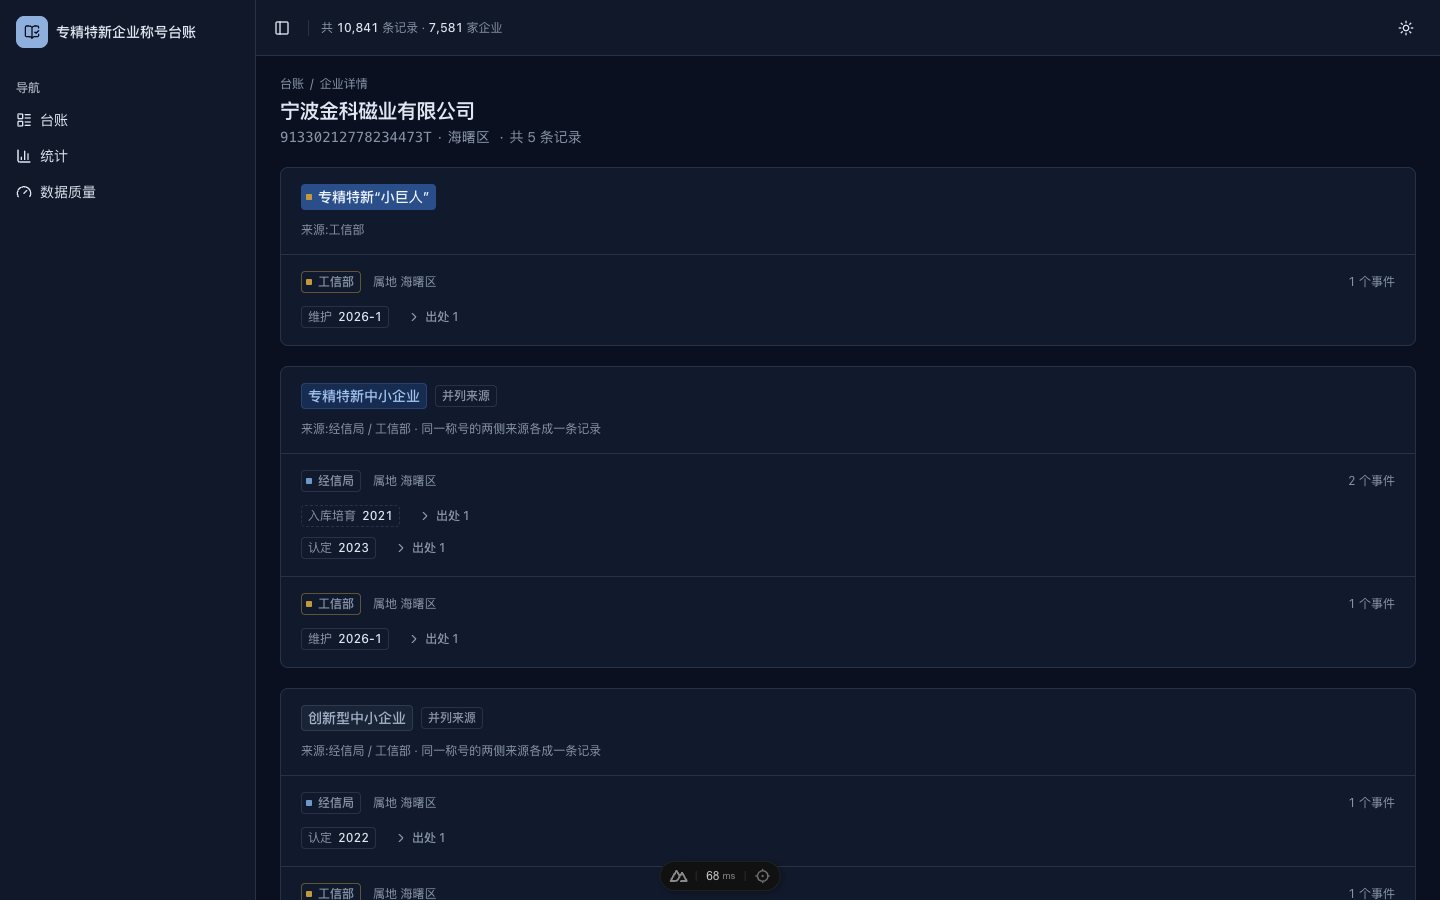 专精特新企业称号台账
导航
台账
统计
数据质量
共 10,841 条记录 · 7,581 家企业
台账 / 企业详情
宁波金科磁业有限公司
91330212778234473T · 海曙区 · 共 5 条记录
专精特新“小巨人”
来源:工信部
工信部 属地 海曙区 1 个事件
维护 2026-1 出处 1
专精特新中小企业 并列来源
来源:经信局 / 工信部 · 同一称号的两侧来源各成一条记录
经信局 属地 海曙区 2 个事件
入库培育 2021 出处 1
认定 2023 出处 1
工信部 属地 海曙区 1 个事件
维护 2026-1 出处 1
创新型中小企业 并列来源
来源:经信局 / 工信部 · 同一称号的两侧来源各成一条记录
经信局 属地 海曙区 1 个事件
认定 2022 出处 1
68 ms
工信部 属地 海曙区 1 个事件